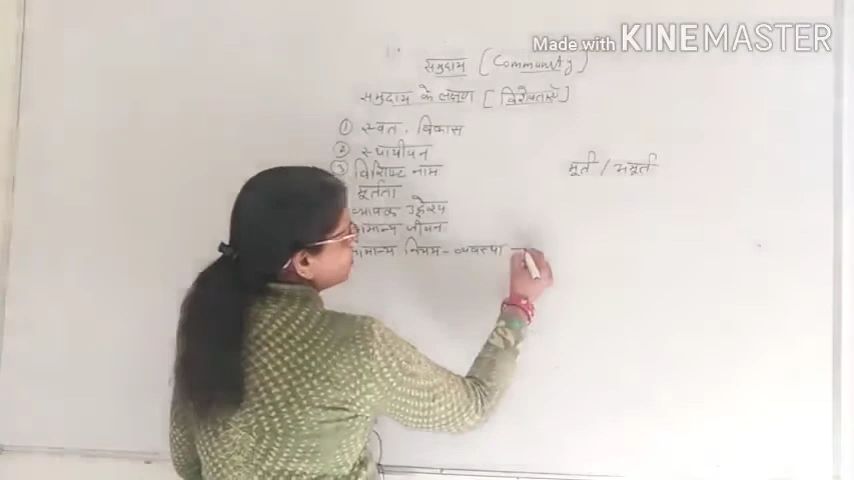 Made with KINEMASTER
समुदाय (Community)
समुदाय के लक्षण [विशेषताएँ]
① स्वत: विकास
② स्थायीपन
③ विशिष्ट नाम
मूर्त / अमूर्त
मूर्तता
व्यापक उद्देश्य
सामान्य जीवन
सामान्य नियम - व्यवस्था